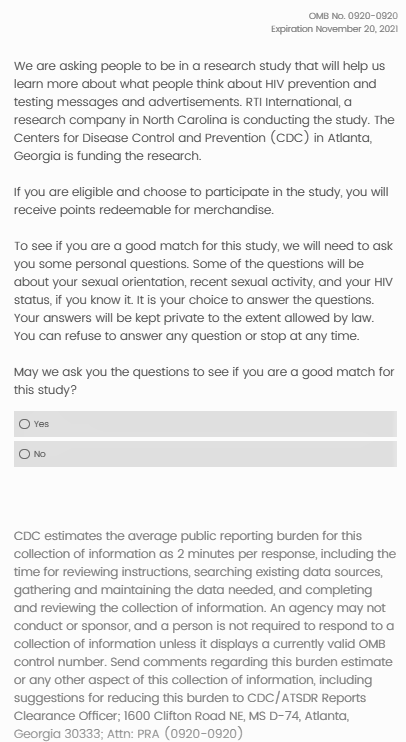 OMB No. 0920-0920
Expiration November 20, 2021
We are asking people to be in a research study that will help us
learn more about what people think about HIV prevention and
testing messages and advertisements. RTI International, a
research company in North Carolina is conducting the study. The
Centers for Disease Control and Prevention (CDC) in Atlanta,
Georgia is funding the research.
If you are eligible and choose to participate in the study, you will
receive points redeemable for merchandise.
To see if you are a good match for this study, we will need to ask
you some personal questions. Some of the questions will be
about your sexual orientation, recent sexual activity, and your HIV
status, if you know it. It is your choice to answer the questions.
Your answers will be kept private to the extent allowed by law.
You can refuse to answer any question or stop at any time.
May we ask you the questions to see if you are a good match for
this study?
Yes
No
CDC estimates the average public reporting burden for this
collection of information as 2 minutes per response, including the
time for reviewing instructions, searching existing data sources,
gathering and maintaining the data needed, and completing
and reviewing the collection of information. An agency may not
conduct or sponsor, and a person is not required to respond to a
collection of information unless it displays a currently valid OMB
control number. Send comments regarding this burden estimate
or any other aspect of this collection of information, including
suggestions for reducing this burden to CDC/ATSDR Reports
Clearance Officer; 1600 Clifton Road NE, MS D-74, Atlanta,
Georgia 30333; Attn: PRA (0920-0920)